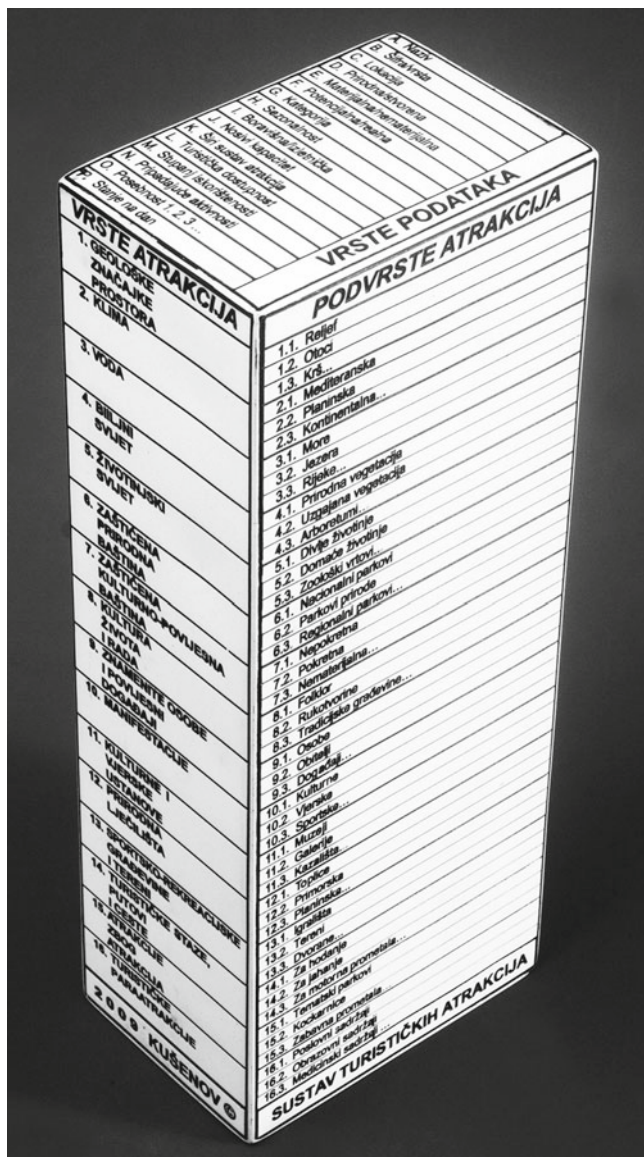 A. Naziv
B. Šifra/vrsta
C. Lokacija
D. Prirodna/stvorena
E. Materijalna/nematerijalna
F. Potencijalna/realna
G. Kategorija
H. Sezonalnost
I. Boravišna/izletnička
J. Nosivi kapacitet
K. Širi sustav atrakcija
L. Turistička dostupnost
M. Stupanj iskorištenosti
N. Pripadajuće aktivnosti
O. Posebnost 1, 2, 3 ...
P. Stanje na dan
VRSTE PODATAKA
VRSTE ATRAKCIJA
1. GEOLOŠKE
ZNAČAJKE
PROSTORA
2. KLIMA
3. VODA
4. BILJNI
SVIJET
5. ŽIVOTINJSKI
SVIJET
6. ZAŠTIĆENA
PRIRODNA
BAŠTINA
7. ZAŠTIĆENA
KULTURNO-POVIJESNA
BAŠTINA
8. KULTURA
ŽIVOTA
I RADA
9. ZNAMENITE OSOBE
I POVIJESNI
DOGAĐAJI
10. MANIFESTACIJE
11. KULTURNE I
VJERSKE
USTANOVE
12. PRIRODNA
LJEČILIŠTA
13. SPORTSKO-REKREACIJSKE
GRAĐEVINE
I TERENI
14. TURISTIČKE STAZE,
PUTOVI
I CESTE
15. ATRAKCIJE
ZBOG
ATRAKCIJA
16. TURISTIČKE
PARAATRAKCIJE
2009 KUŠEN ©
PODVRSTE ATRAKCIJA
1.1. Reljef
1.2. Otoci
1.3. Krš...
2.1. Mediteranska
2.2. Planinska
2.3. Kontinentalna...
3.1. More
3.2. Jezera
3.3. Rijeke...
4.1. Prirodna vegetacija
4.2. Uzgajana vegetacija
4.3. Arboretumi...
5.1. Divlje životinje
5.2. Domaće životinje
5.3. Zoološki vrtovi...
6.1. Nacionalni parkovi
6.2. Parkovi prirode
6.3. Regionalni parkovi...
7.1. Nepokretna
7.2. Pokretna
7.3. Nematerijalna...
8.1. Folklor
8.2. Rukotvorine
8.3. Tradicijske građevine...
9.1. Osobe
9.2. Obitelji
9.3. Događaji...
10.1. Kulturne
10.2. Vjerske
10.3. Sportske...
11.1. Muzeji
11.2. Galerije
11.3. Kazališta...
12.1. Toplice
12.2. Primorska
12.3. Planinska...
13.1. Igrališta
13.2. Tereni
13.3. Dvorane...
14.1. Za hodanje
14.2. Za jahanje
14.3. Za motorna prometala...
15.1. Tematski parkovi
15.2. Kockarnice
15.3. Zabavna prometala...
16.1. Poslovni sadržaji
16.2. Obrazovni sadržaji
16.3. Medicinski sadržaji ...
SUSTAV TURISTIČKIH ATRAKCIJA